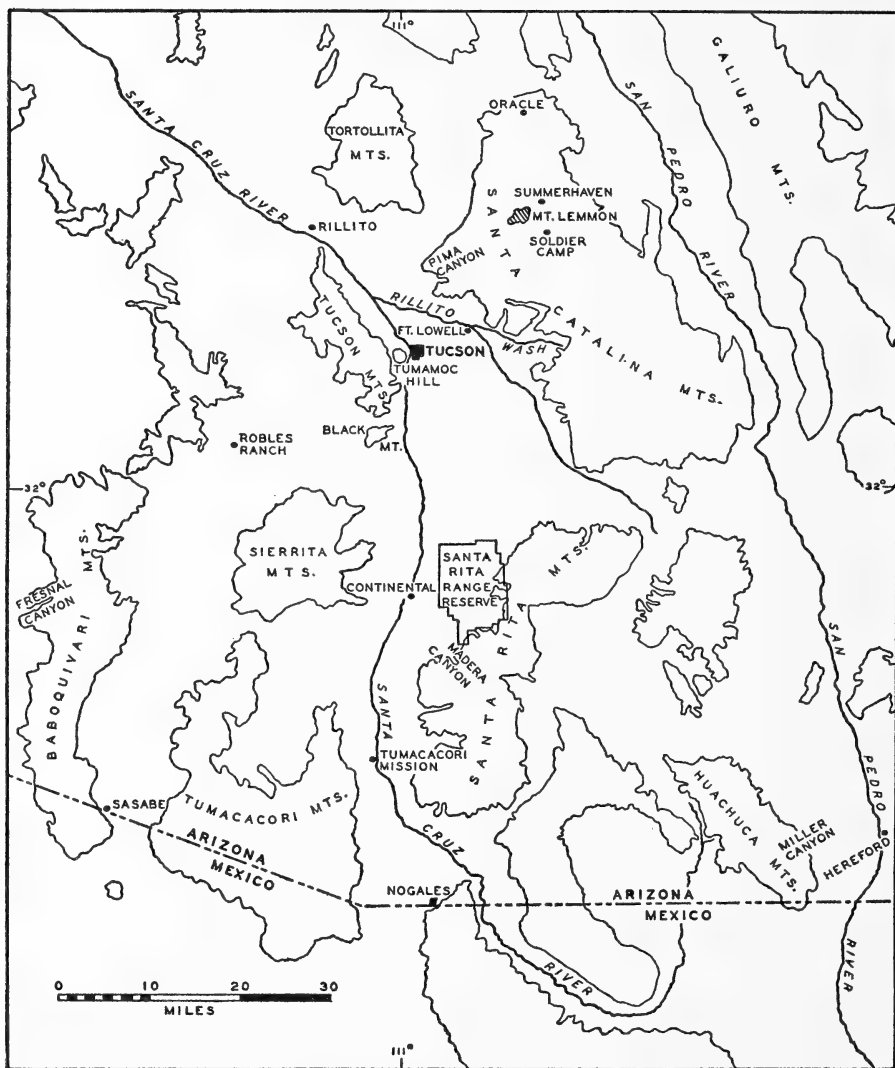 111°
SANTA CRUZ RIVER
TORTOLLITA
MTS.
ORACLE
SAN PEDRO RIVER
GALIURO MTS.
SUMMERHAVEN
MT. LEMMON
SOLDIER
CAMP
RILLITO
PIMA
CANYON
SANTA CATALINA MTS.
RILLITO WASH
FT. LOWELL
TUCSON
TUCSON MTS.
TUMAMOC
HILL
BLACK
MT.
ROBLES
RANCH
32°
32°
SIERRITA
MTS.
SANTA
RITA
RANGE
RESERVE
MTS.
CONTINENTAL
FRESNAL
CANYON
BABOQUIVARI MTS.
MADERA
CANYON
SANTA RITA
SAN PEDRO RIVER
SANTA CRUZ RIVER
TUMACACORI
MISSION
TUMACACORI MTS.
SASABE
ARIZONA
MEXICO
HUACHUCA MTS.
MILLER
CANYON
HEREFORD
NOGALES
ARIZONA
MEXICO
0 10 20 30
MILES
111°